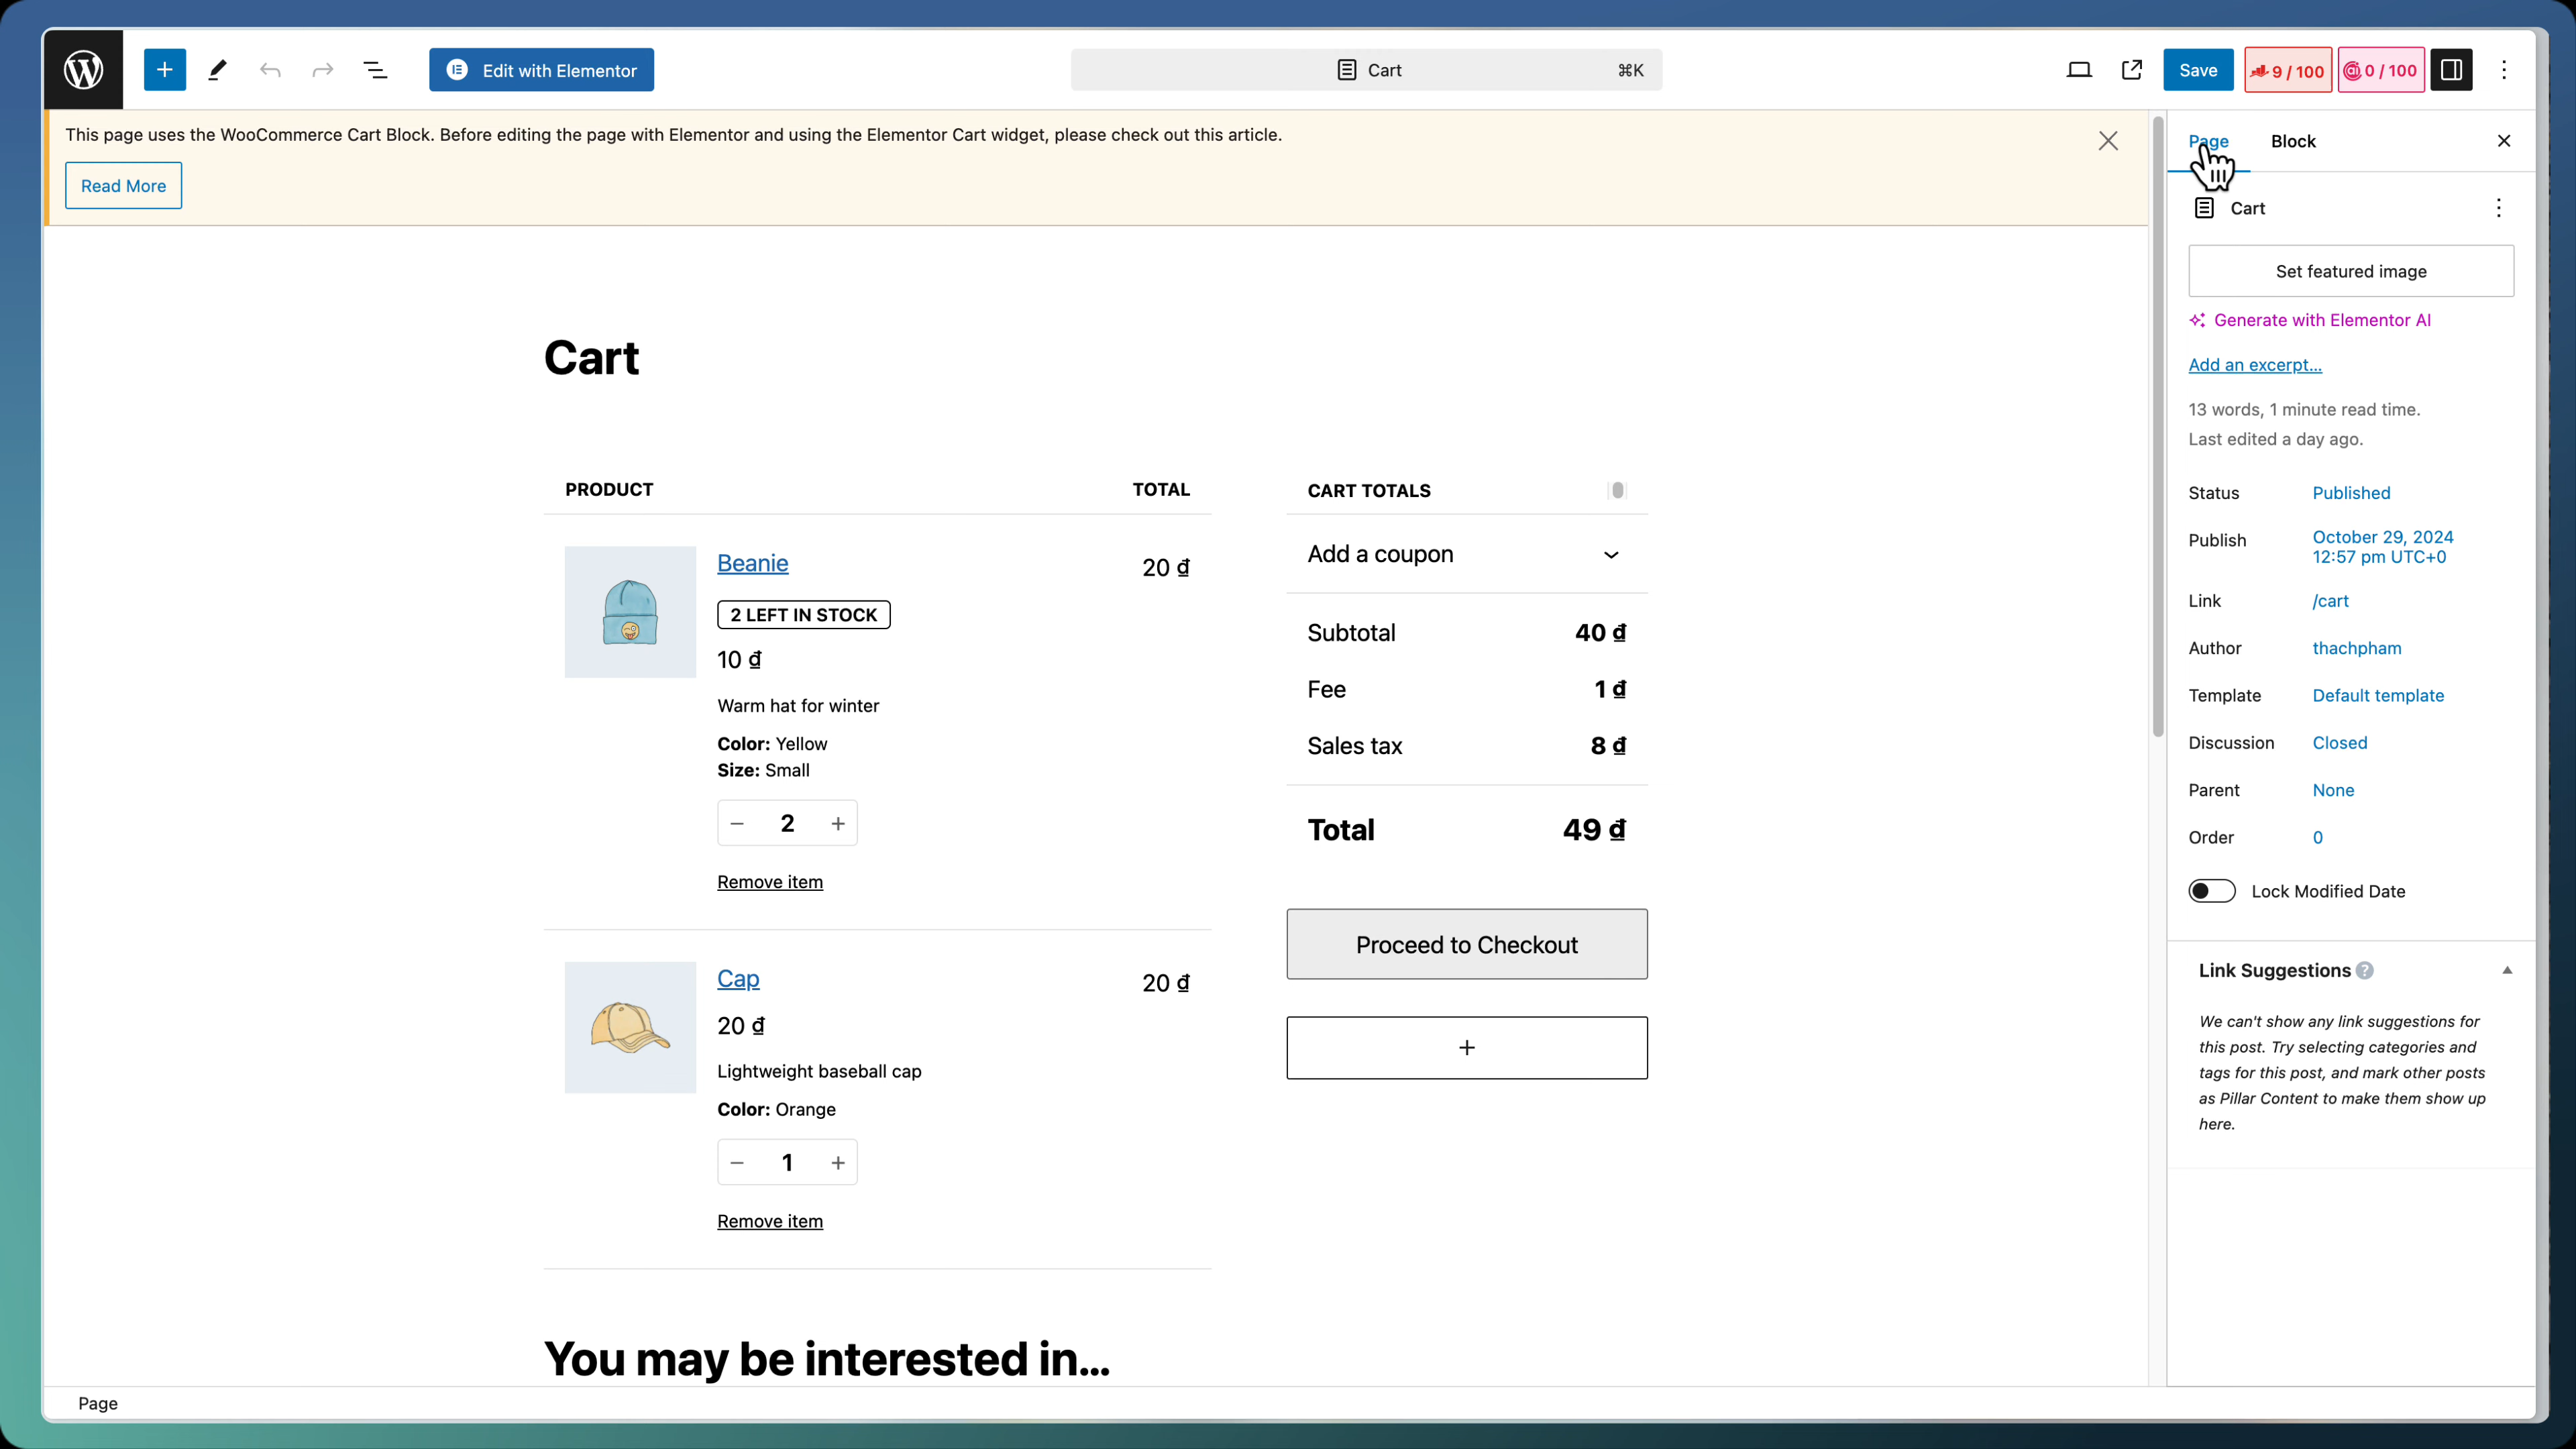 Edit with Elementor
Cart
⌘K
Save
9 / 100
0 / 100
This page uses the WooCommerce Cart Block. Before editing the page with Elementor and using the Elementor Cart widget, please check out this article.
Read More
Cart
PRODUCT
TOTAL
Beanie
20 ₫
2 LEFT IN STOCK
10 ₫
Warm hat for winter
Color: Yellow
Size: Small
− 2 +
Remove item
Cap
20 ₫
20 ₫
Lightweight baseball cap
Color: Orange
− 1 +
Remove item
CART TOTALS
Add a coupon
Subtotal 40 ₫
Fee 1 ₫
Sales tax 8 ₫
Total 49 ₫
Proceed to Checkout
+
You may be interested in...
Page
Page
Block
Cart
Set featured image
Generate with Elementor AI
Add an excerpt...
13 words, 1 minute read time.
Last edited a day ago.
Status Published
Publish October 29, 2024
12:57 pm UTC+0
Link /cart
Author thachpham
Template Default template
Discussion Closed
Parent None
Order 0
Lock Modified Date
Link Suggestions ?
We can't show any link suggestions for
this post. Try selecting categories and
tags for this post, and mark other posts
as Pillar Content to make them show up
here.